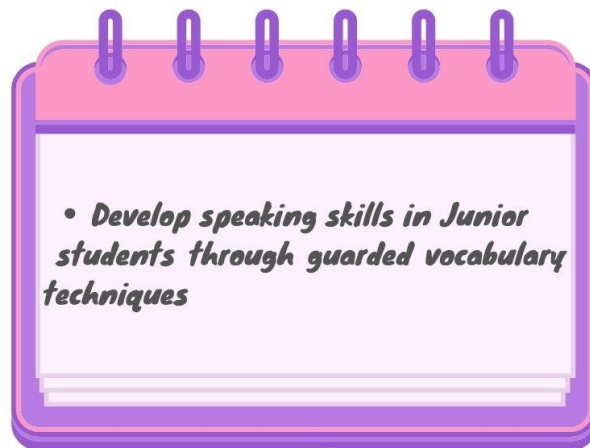 • Develop speaking skills in Junior
students through guarded vocabulary
techniques